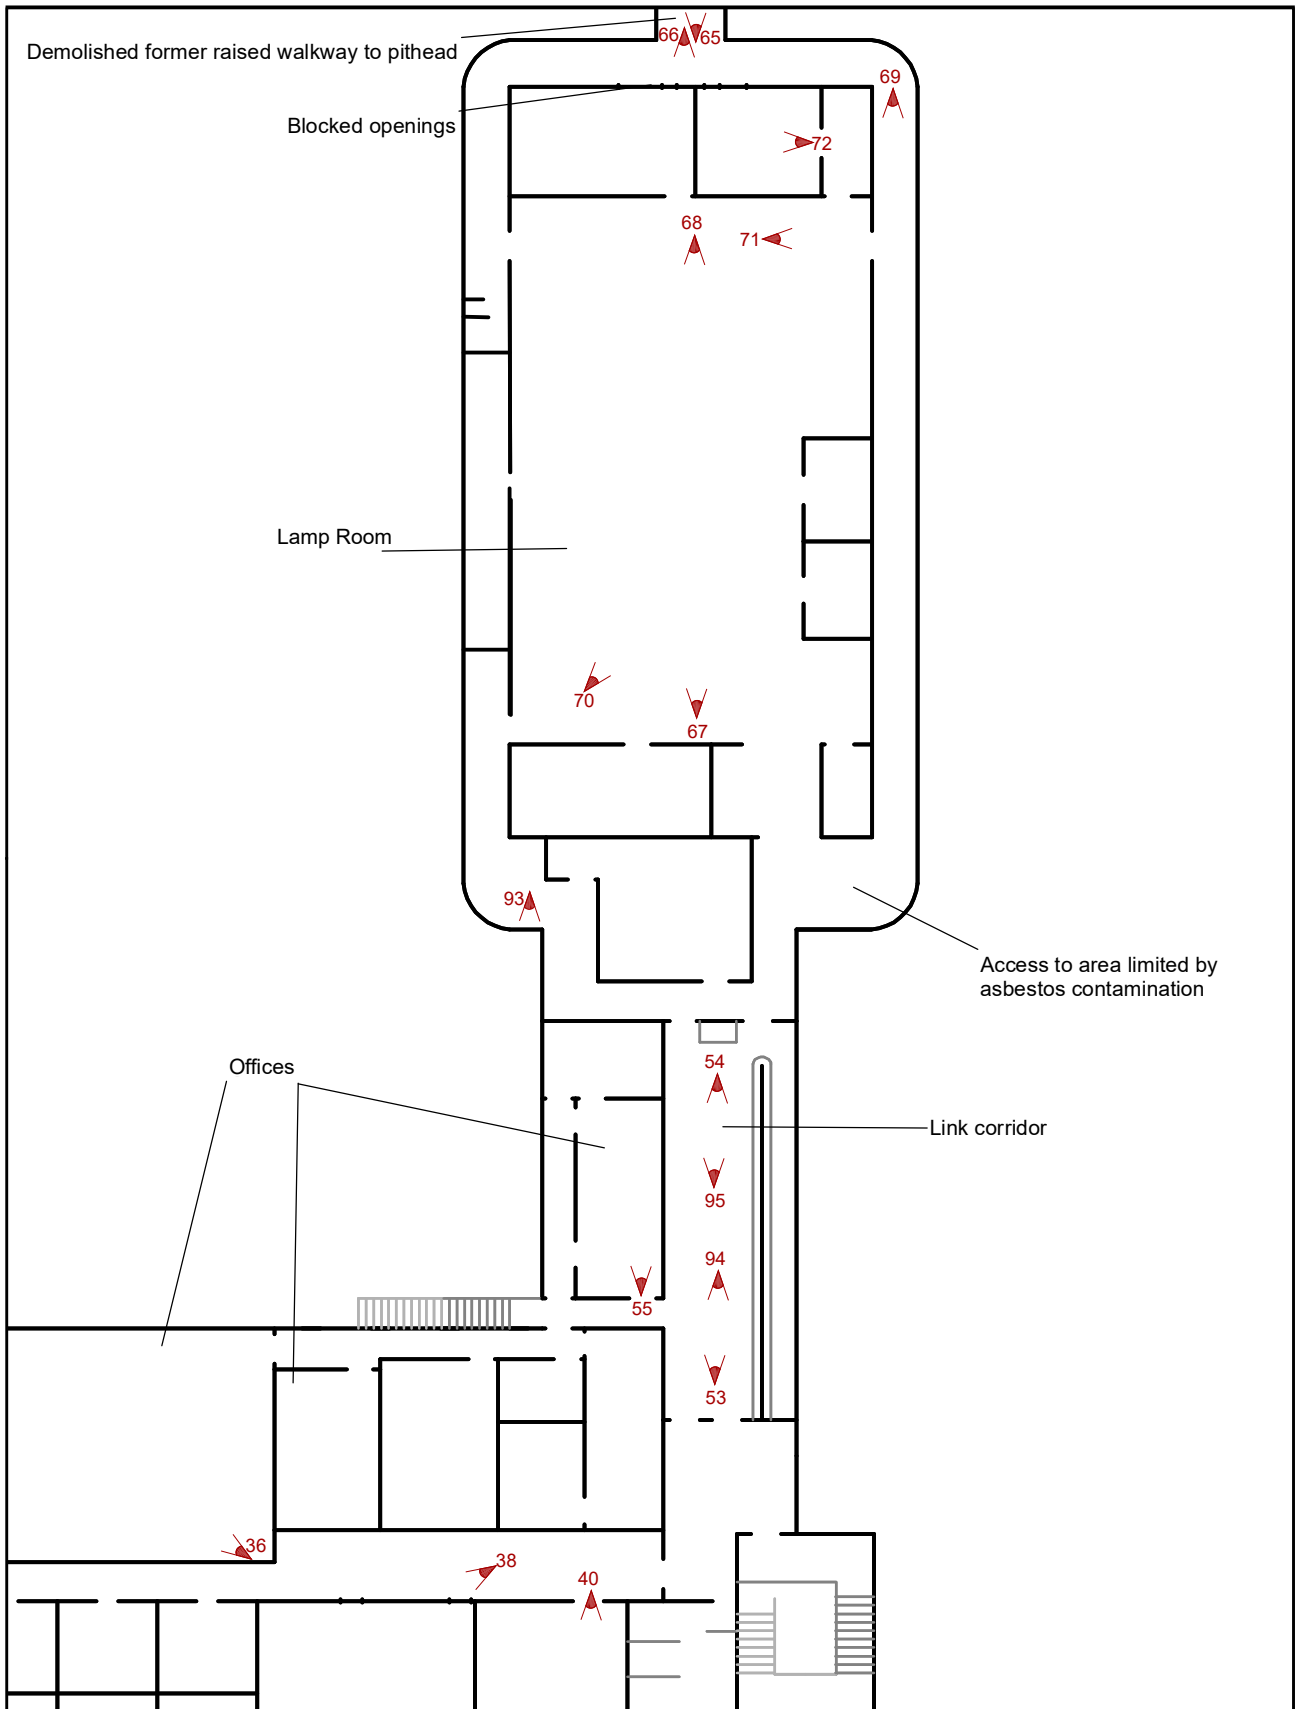 66 65
Demolished former raised walkway to pithead
69
Blocked openings
72
68
71
Lamp Room
70
67
93
Access to area limited by
asbestos contamination
54
Offices
Link corridor
95
94
55
53
36
38
40